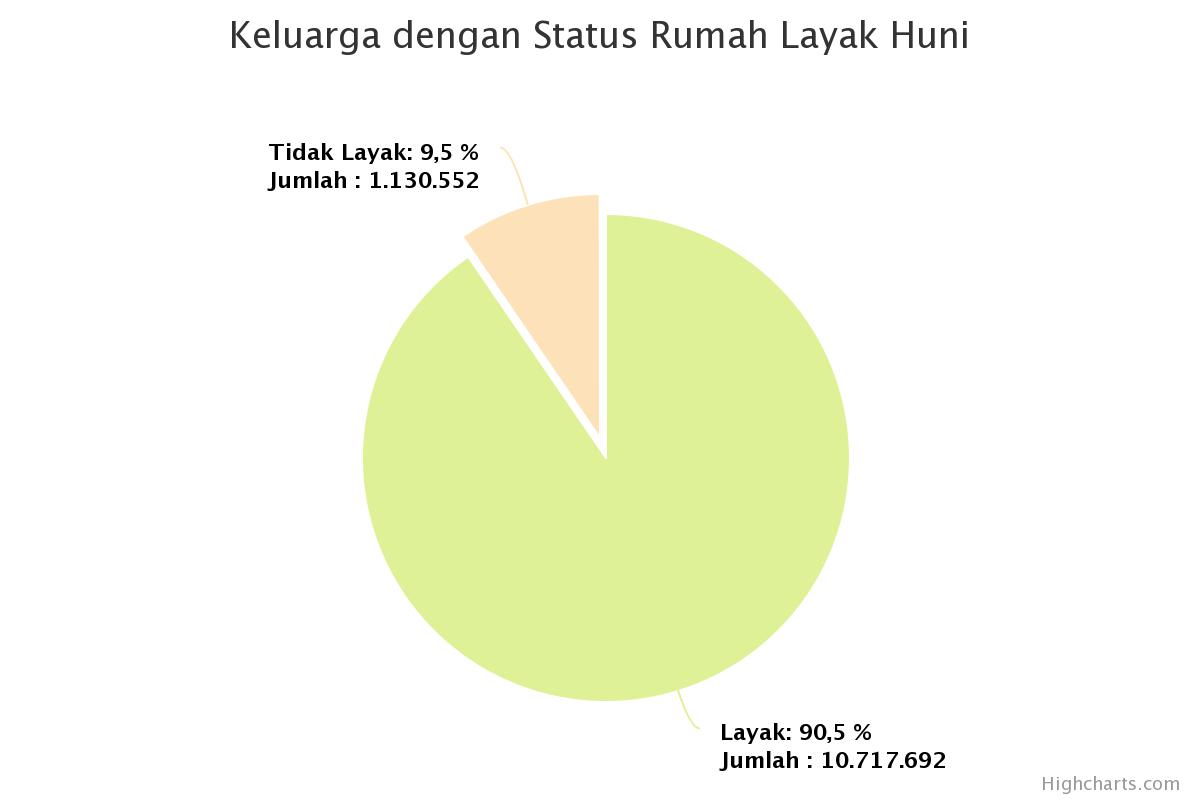 Keluarga dengan Status Rumah Layak Huni
Tidak Layak: 9,5 %
Jumlah : 1.130.552
Layak: 90,5 %
Jumlah : 10.717.692
Highcharts.com